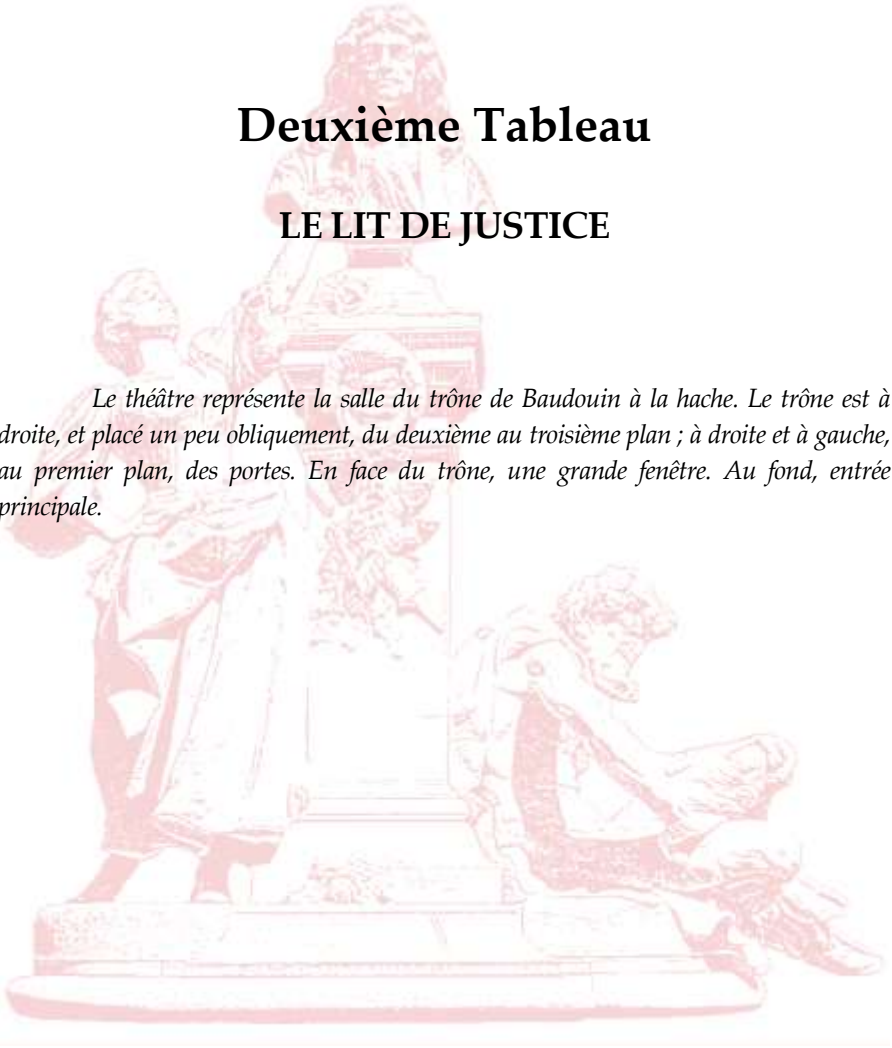 Deuxième Tableau
LE LIT DE JUSTICE
Le théâtre représente la salle du trône de Baudouin à la hache. Le trône est à
droite, et placé un peu obliquement, du deuxième au troisième plan ; à droite et à gauche,
au premier plan, des portes. En face du trône, une grande fenêtre. Au fond, entrée
principale.